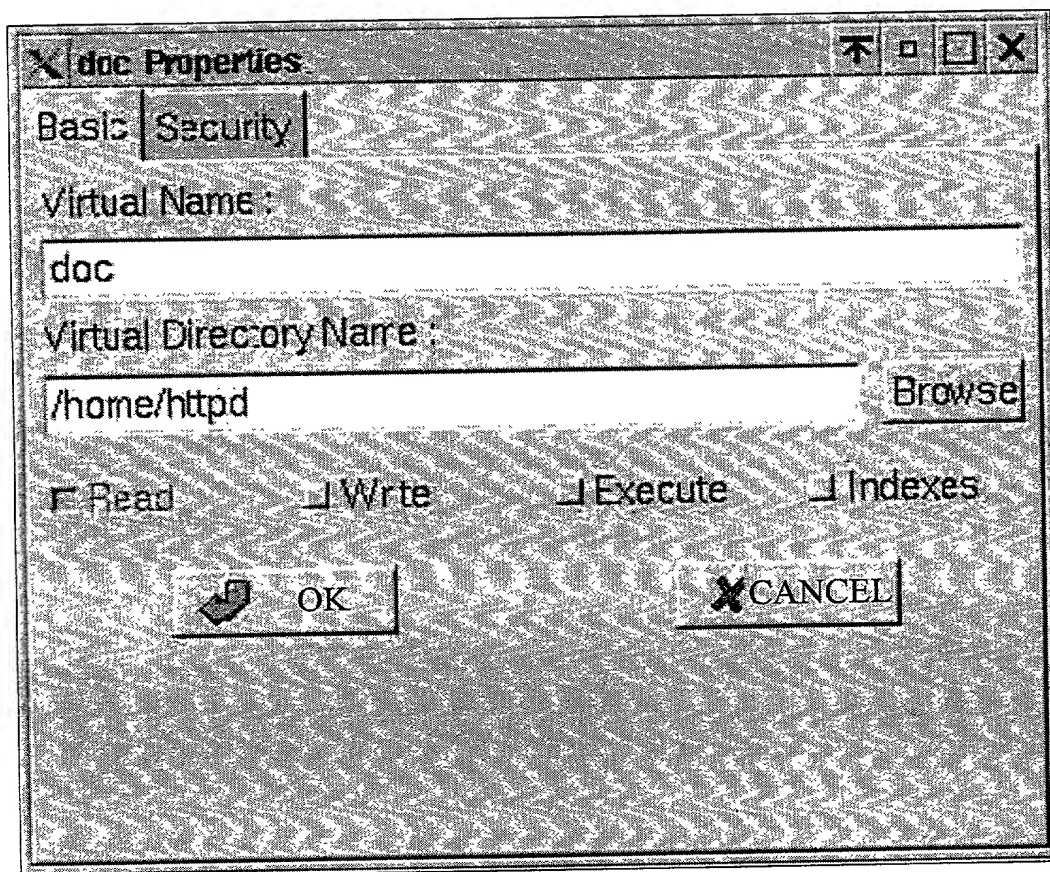 doc Properties
Basic Security
Virtual Name :
doc
Virtual Directory Name :
/home/httpd Browse
Read Write Execute Indexes
OK CANCEL